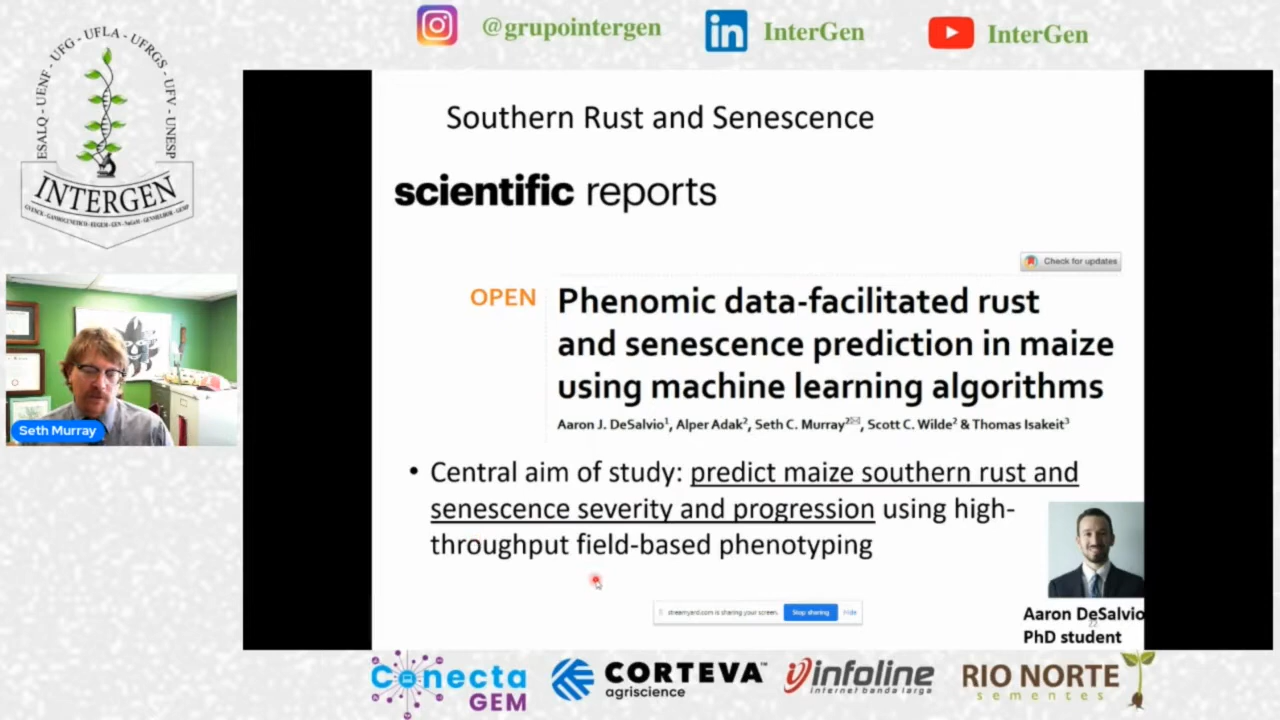 @grupointergen
InterGen
InterGen
ESALQ - UENF - UFG - UFLA - UFRGS - UFV - UNESP
INTERGEN
Seth Murray
Southern Rust and Senescence
scientific reports
Check for updates
OPEN
Phenomic data-facilitated rust
and senescence prediction in maize
using machine learning algorithms
Aaron J. DeSalvio1, Alper Adak2, Seth C. Murray2✉, Scott C. Wilde2 & Thomas Isakeit3
• Central aim of study: predict maize southern rust and
senescence severity and progression using high-
throughput field-based phenotyping
streamyard.com is sharing your screen.
Stop sharing
Hide
Aaron DeSalvio
PhD student
Conecta
GEM
CORTEVA™
agriscience
infoline
internet banda larga
RIO NORTE
sementes